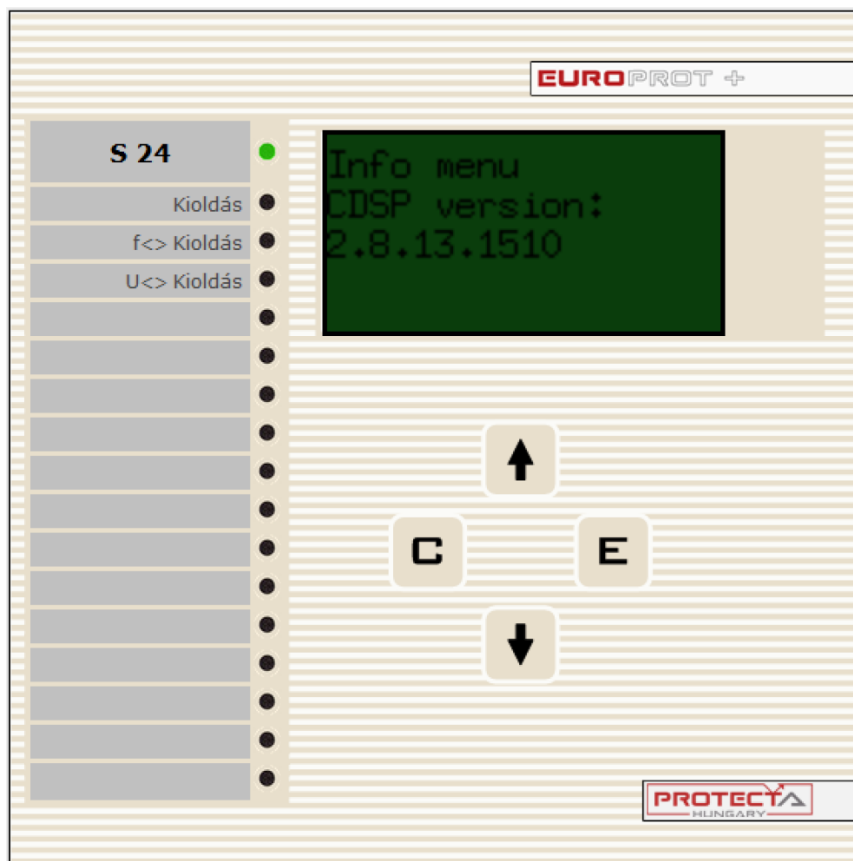 EUROPROT +
S 24
Kioldás
f<> Kioldás
U<> Kioldás
Info menu
CDSP version:
2.8.13.1510
C
E
PROTECTA
HUNGARY